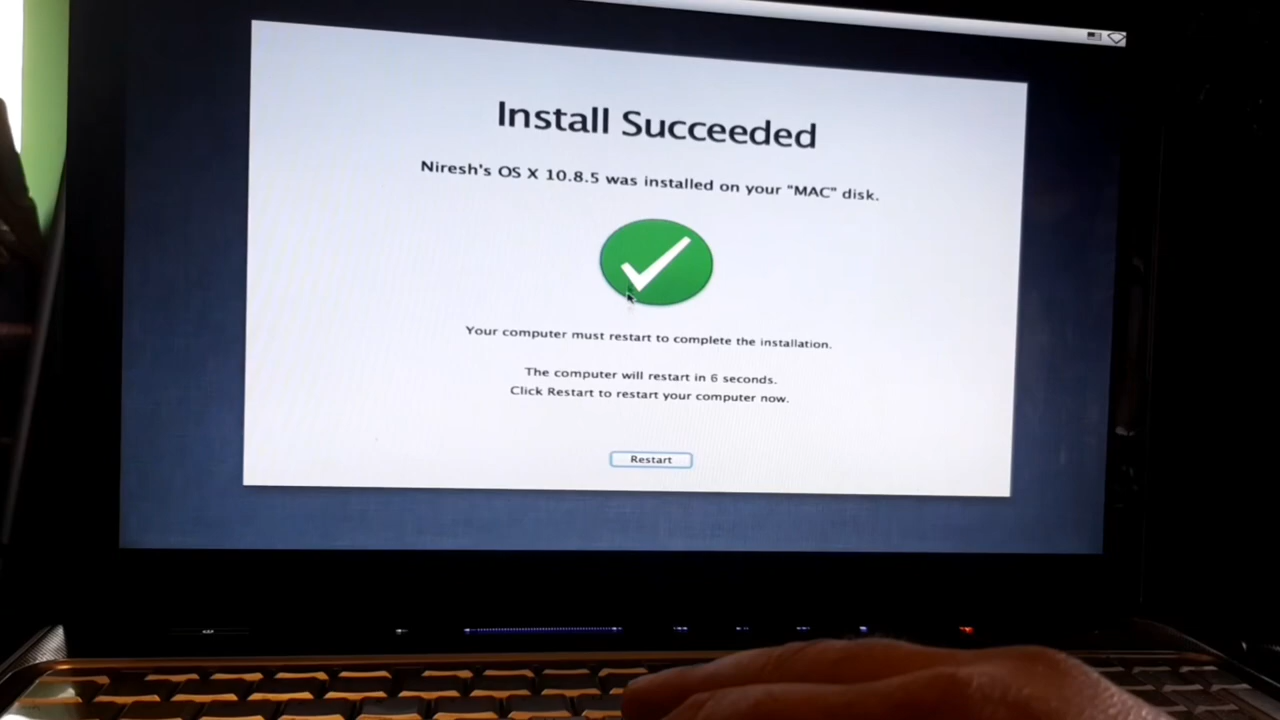 Install Succeeded
Niresh's OS X 10.8.5 was installed on your "MAC" disk.
Your computer must restart to complete the installation.
The computer will restart in 6 seconds.
Click Restart to restart your computer now.
Restart